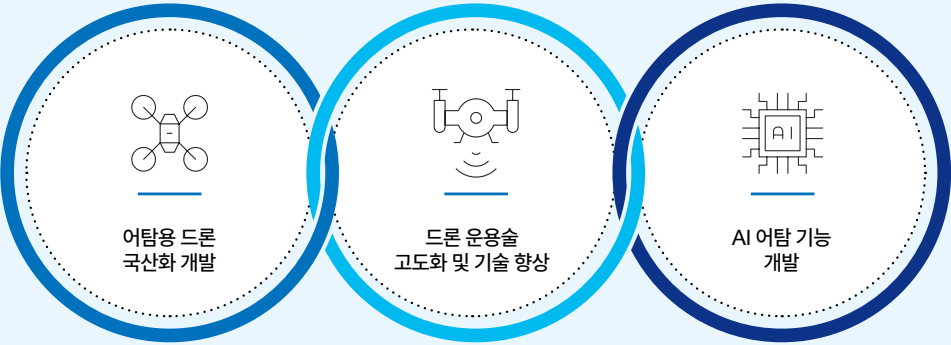 어탐용 드론
국산화 개발
드론 운용술
고도화 및 기술 향상
AI
AI 어탐 기능
개발